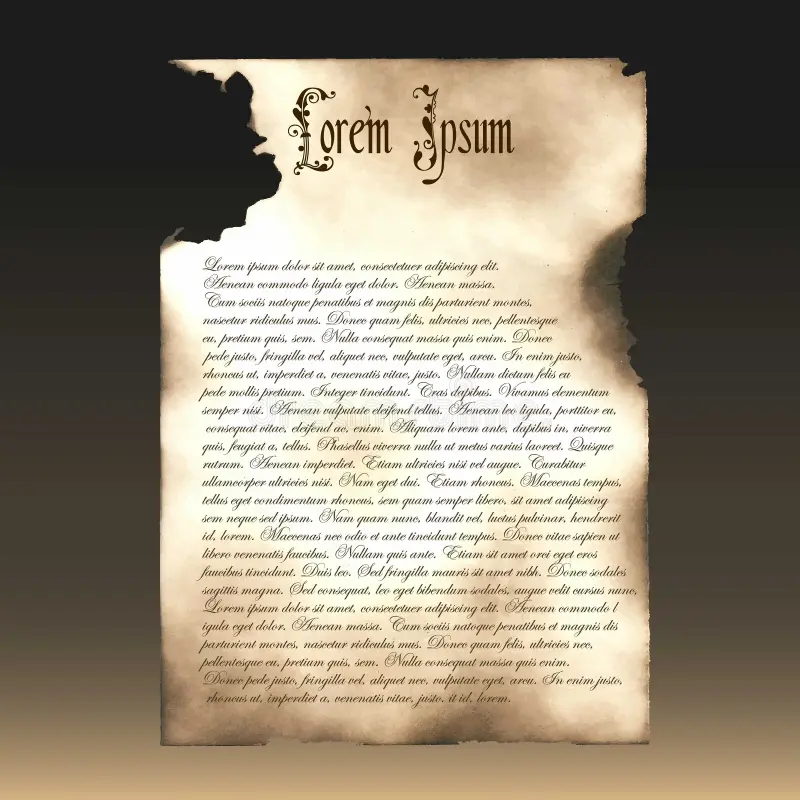 Lorem Ipsum
Lorem ipsum dolor sit amet, consectetuer adipiscing elit.
Aenean commodo ligula eget dolor. Aenean massa.
Cum sociis natoque penatibus et magnis dis parturient montes,
nascetur ridiculus mus. Donec quam felis, ultricies nec, pellentesque
eu, pretium quis, sem. Nulla consequat massa quis enim. Donec
pede justo, fringilla vel, aliquet nec, vulputate eget, arcu. In enim justo,
rhoncus ut, imperdiet a, venenatis vitae, justo. Nullam dictum felis eu
pede mollis pretium. Integer tincidunt. Cras dapibus. Vivamus elementum
semper nisi. Aenean vulputate eleifend tellus. Aenean leo ligula, porttitor eu,
consequat vitae, eleifend ac, enim. Aliquam lorem ante, dapibus in, viverra
quis, feugiat a, tellus. Phasellus viverra nulla ut metus varius laoreet. Quisque
rutrum. Aenean imperdiet. Etiam ultricies nisi vel augue. Curabitur
ullamcorper ultricies nisi. Nam eget dui. Etiam rhoncus. Maecenas tempus,
tellus eget condimentum rhoncus, sem quam semper libero, sit amet adipiscing
sem neque sed ipsum. Nam quam nunc, blandit vel, luctus pulvinar, hendrerit
id, lorem. Maecenas nec odio et ante tincidunt tempus. Donec vitae sapien ut
libero venenatis faucibus. Nullam quis ante. Etiam sit amet orci eget eros
faucibus tincidunt. Duis leo. Sed fringilla mauris sit amet nibh. Donec sodales
sagittis magna. Sed consequat, leo eget bibendum sodales, augue velit cursus nunc,
Lorem ipsum dolor sit amet, consectetuer adipiscing elit. Aenean commodo l
igula eget dolor. Aenean massa. Cum sociis natoque penatibus et magnis dis
parturient montes, nascetur ridiculus mus. Donec quam felis, ultricies nec,
pellentesque eu, pretium quis, sem. Nulla consequat massa quis enim.
Donec pede justo, fringilla vel, aliquet nec, vulputate eget, arcu. In enim justo,
rhoncus ut, imperdiet a, venenatis vitae, justo. it id, lorem.